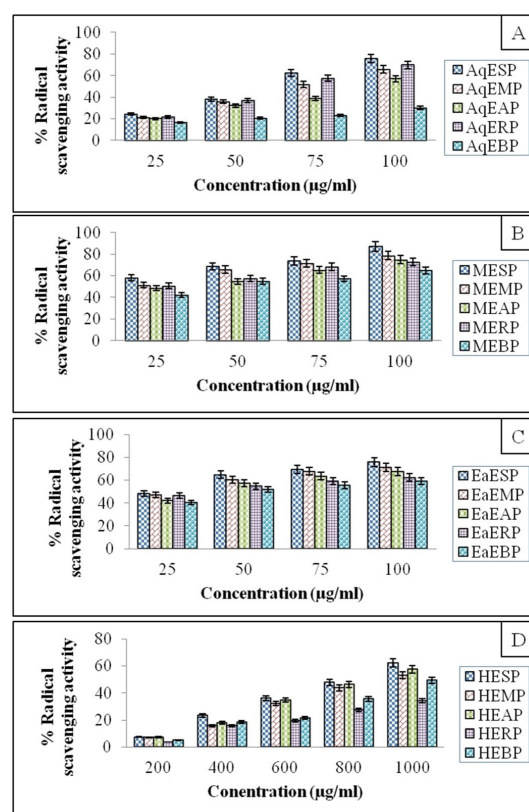 A
% Radical
scavenging activity
100
80
60
40
20
0
25 50 75 100
Concentration (µg/ml)
AqESP
AqEMP
AqEAP
AqERP
AqEBP
B
% Radical
scavenging activity
100
80
60
40
20
0
25 50 75 100
Concentration (µg/ml)
MESP
MEMP
MEAP
MERP
MEBP
C
% Radical
scavenging activity
100
80
60
40
20
0
25 50 75 100
Concentration (µg/ml)
EaESP
EaEMP
EaEAP
EaERP
EaEBP
D
% Radical
scavenging activity
80
60
40
20
0
200 400 600 800 1000
Conentration (µg/ml)
HESP
HEMP
HEAP
HERP
HEBP